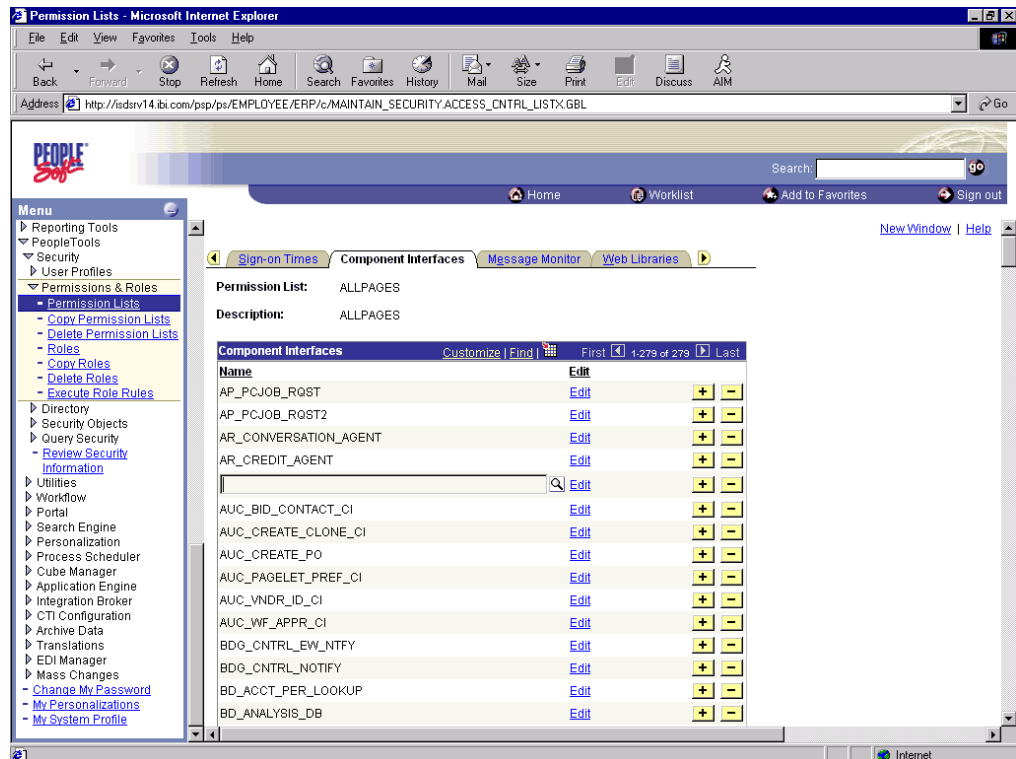 Permission Lists - Microsoft Internet Explorer
File Edit View Favorites Tools Help
Back Forward Stop Refresh Home Search Favorites History Mail Size Print Edit Discuss AIM
Address http://isdsrv14.ibi.com/psp/ps/EMPLOYEE/ERP/c/MAINTAIN_SECURITY.ACCESS_CNTRL_LISTX.GBL Go
PEOPLE Soft
Search: go
Home Worklist Add to Favorites Sign out
Menu
Reporting Tools
PeopleTools
Security
User Profiles
Permissions & Roles
- Permission Lists
- Copy Permission Lists
- Delete Permission Lists
- Roles
- Copy Roles
- Delete Roles
- Execute Role Rules
Directory
Security Objects
Query Security
- Review Security
Information
Utilities
Workflow
Portal
Search Engine
Personalization
Process Scheduler
Cube Manager
Application Engine
Integration Broker
CTI Configuration
Archive Data
Translations
EDI Manager
Mass Changes
- Change My Password
- My Personalizations
- My System Profile
New Window | Help
Sign-on Times Component Interfaces Message Monitor Web Libraries
Permission List: ALLPAGES
Description: ALLPAGES
Component Interfaces Customize | Find | First 1-279 of 279 Last
Name Edit
AP_PCJOB_RQST Edit + -
AP_PCJOB_RQST2 Edit + -
AR_CONVERSATION_AGENT Edit + -
AR_CREDIT_AGENT Edit + -
Edit + -
AUC_BID_CONTACT_CI Edit + -
AUC_CREATE_CLONE_CI Edit + -
AUC_CREATE_PO Edit + -
AUC_PAGELET_PREF_CI Edit + -
AUC_VNDR_ID_CI Edit + -
AUC_WF_APPR_CI Edit + -
BDG_CNTRL_EW_NTFY Edit + -
BDG_CNTRL_NOTIFY Edit + -
BD_ACCT_PER_LOOKUP Edit + -
BD_ANALYSIS_DB Edit + -
Internet